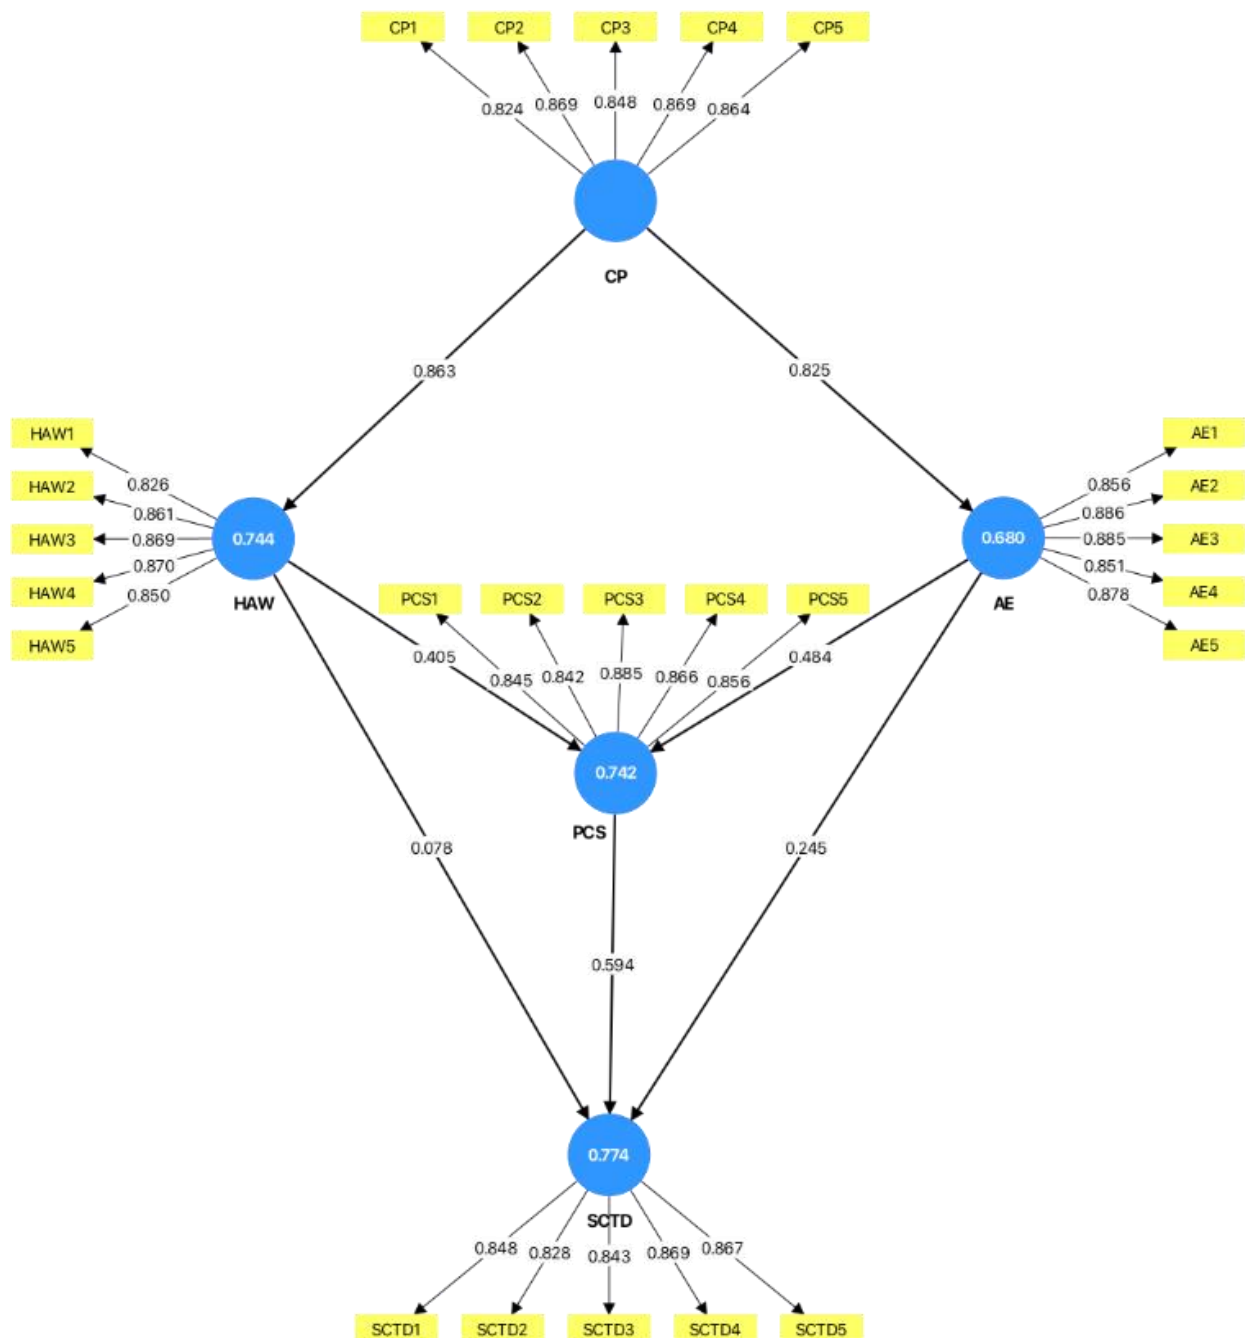 CP1 CP2 CP3 CP4 CP5
0.824 0.869 0.848 0.869 0.864
CP
0.863 0.825
HAW1
HAW2
HAW3
HAW4
HAW5
0.826
0.861
0.869
0.870
0.850
0.744
HAW
AE1
AE2
AE3
AE4
AE5
0.856
0.886
0.885
0.851
0.878
0.680
AE
PCS1 PCS2 PCS3 PCS4 PCS5
0.405 0.484
0.845 0.842 0.885 0.866 0.856
0.742
PCS
0.078 0.245
0.594
0.774
SCTD
0.848 0.828 0.843 0.869 0.867
SCTD1 SCTD2 SCTD3 SCTD4 SCTD5